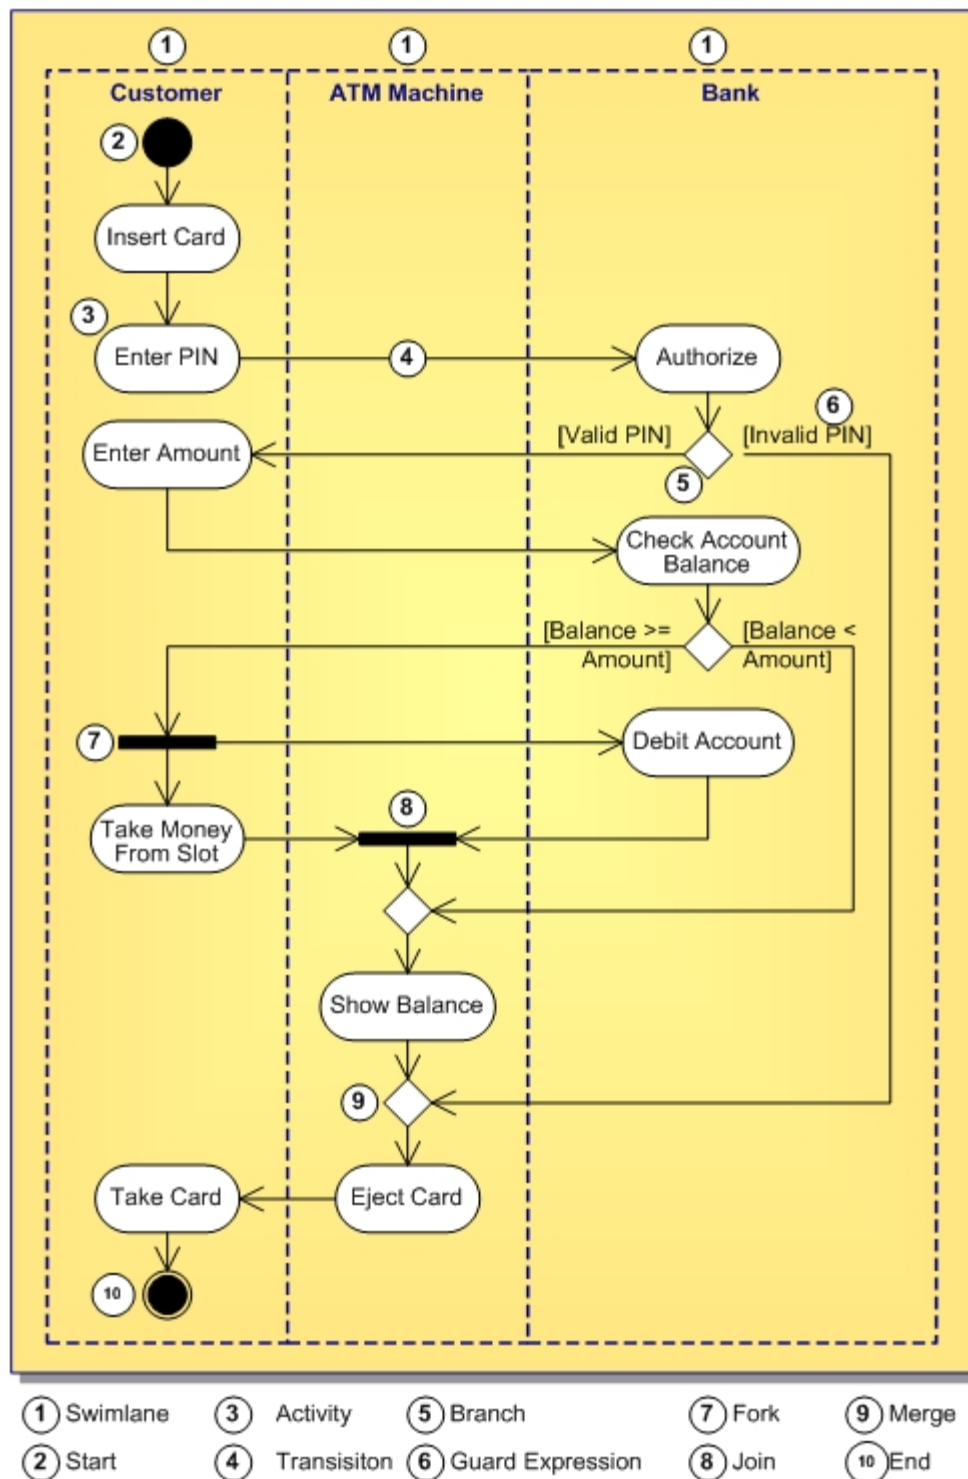 1 1 1
Customer ATM Machine Bank
2
Insert Card
3
Enter PIN 4 Authorize
6
[Valid PIN] [Invalid PIN]
Enter Amount
5
Check Account
Balance
[Balance >= [Balance <
Amount] Amount]
7 Debit Account
8
Take Money
From Slot
Show Balance
9
Take Card Eject Card
10
1 Swimlane 3 Activity 5 Branch 7 Fork 9 Merge
2 Start 4 Transisiton 6 Guard Expression 8 Join 10 End